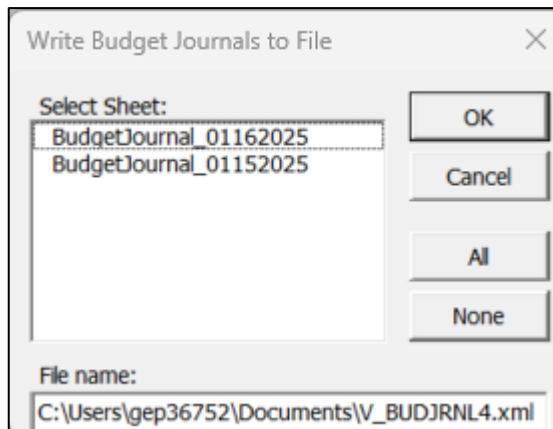 Write Budget Journals to File
Select Sheet:
BudgetJournal_01162025
BudgetJournal_01152025
OK
Cancel
All
None
File name:
C:\Users\gep36752\Documents\V_BUDJRNL4.xml